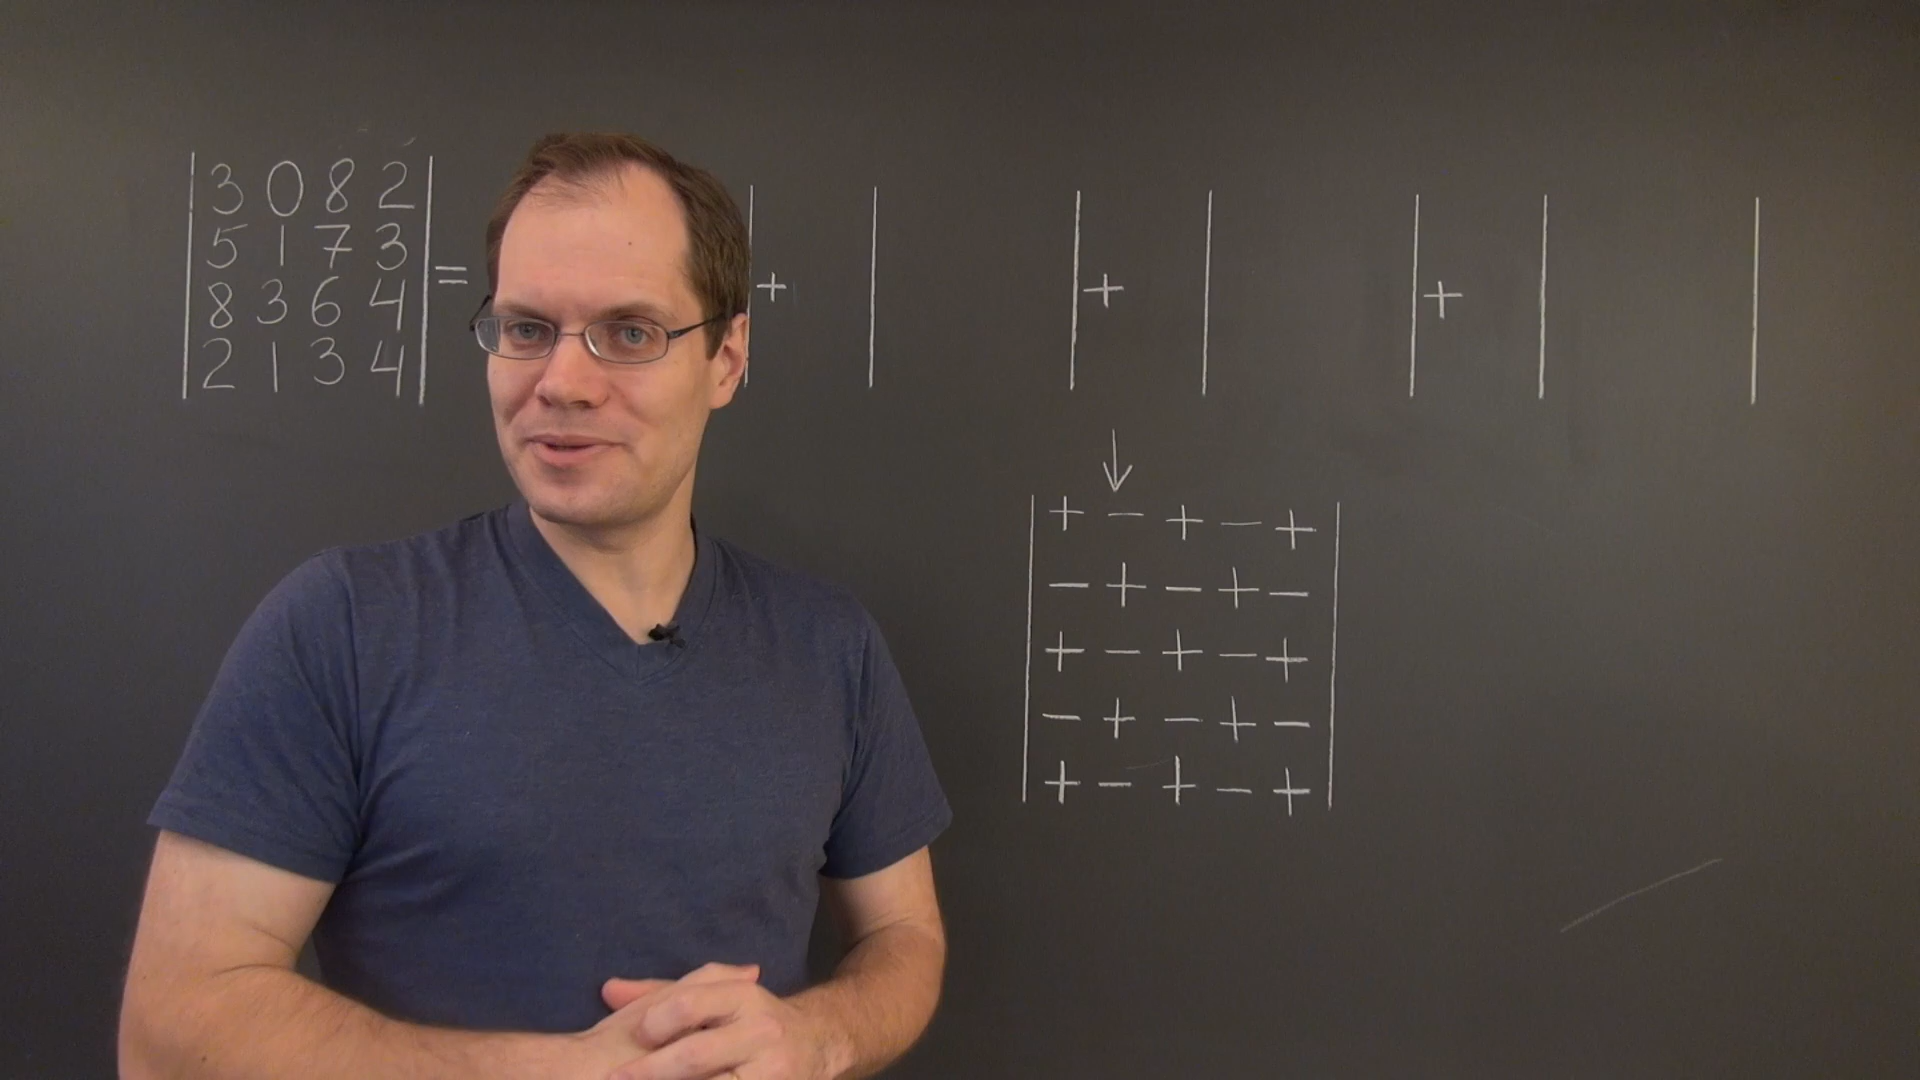 |3 0 8 2|
|5 1 7 3|
|8 3 6 4| = | + | | + | | + | |
|2 1 3 4|
↓
|+ − + − +|
|− + − + −|
|+ − + − +|
|− + − + −|
|+ − + − +|